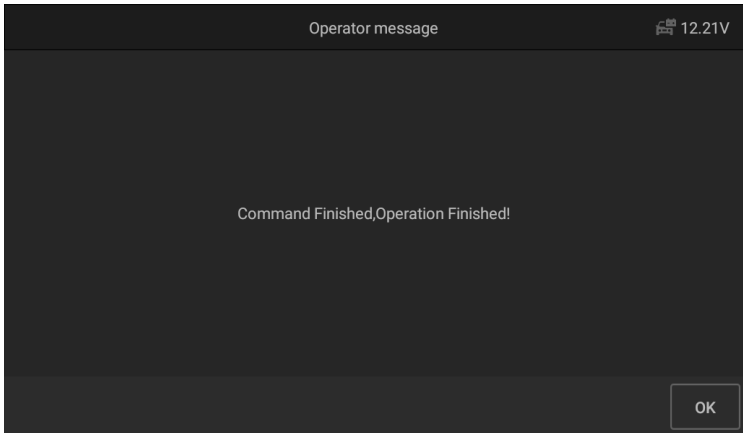 Operator message
12.21V
Command Finished,Operation Finished!
OK